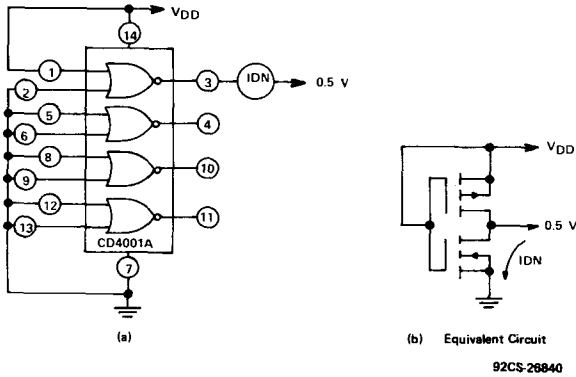 VDD
14
1
2
3
IDN
0.5 V
5
6
4
8
9
10
12
13
11
CD4001A
7
(a)
VDD
0.5 V
IDN
(b) Equivalent Circuit
92CS-26840